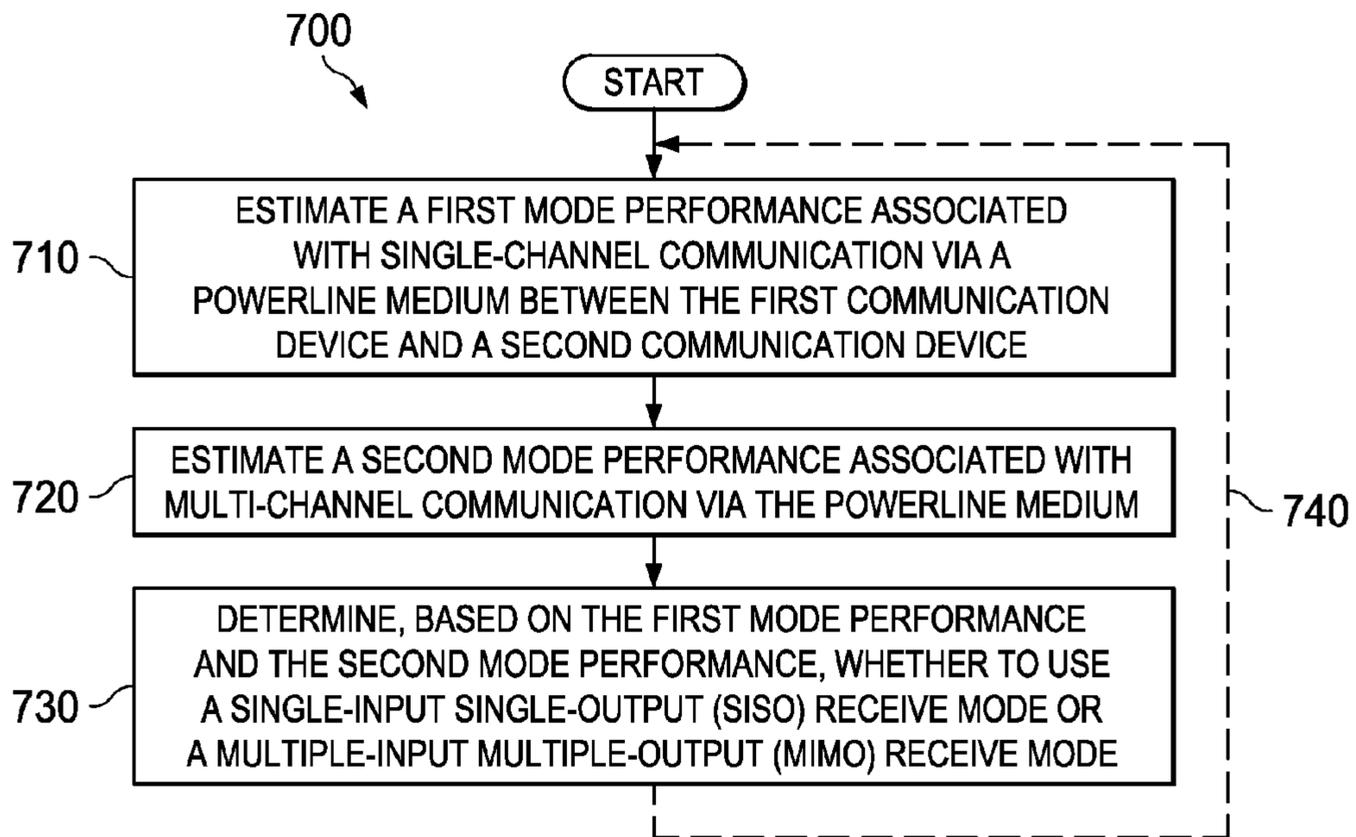 700
START
710
ESTIMATE A FIRST MODE PERFORMANCE ASSOCIATED
WITH SINGLE-CHANNEL COMMUNICATION VIA A
POWERLINE MEDIUM BETWEEN THE FIRST COMMUNICATION
DEVICE AND A SECOND COMMUNICATION DEVICE
720
ESTIMATE A SECOND MODE PERFORMANCE ASSOCIATED WITH
MULTI-CHANNEL COMMUNICATION VIA THE POWERLINE MEDIUM
740
730
DETERMINE, BASED ON THE FIRST MODE PERFORMANCE
AND THE SECOND MODE PERFORMANCE, WHETHER TO USE
A SINGLE-INPUT SINGLE-OUTPUT (SISO) RECEIVE MODE OR
A MULTIPLE-INPUT MULTIPLE-OUTPUT (MIMO) RECEIVE MODE